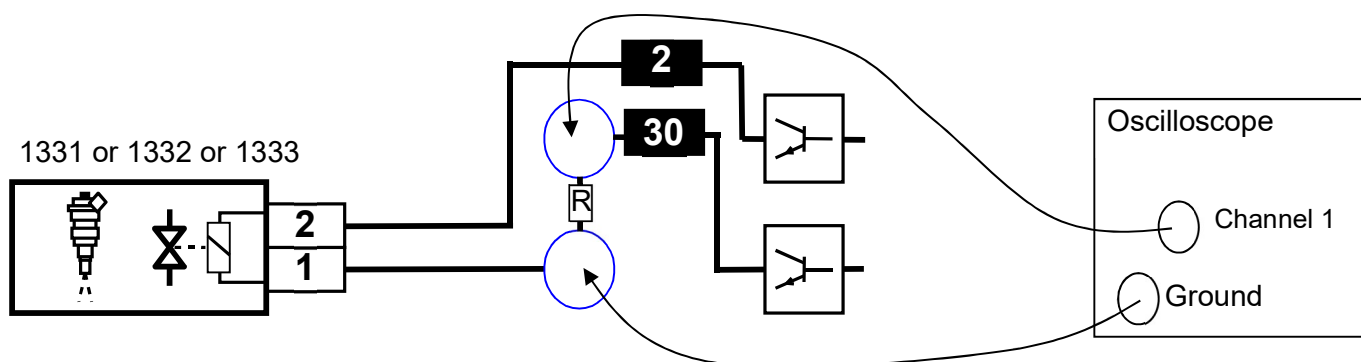 2
Oscilloscope
30
1331 or 1332 or 1333
R
2
Channel 1
1
Ground